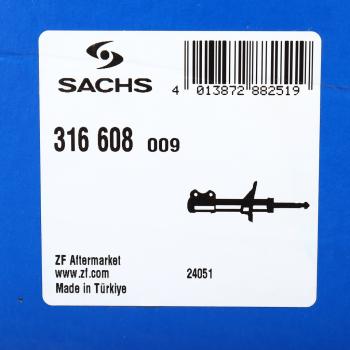 SACHS
4 013872 882519
316 608 009
ZF Aftermarket
www.zf.com
Made in Türkiye
24051